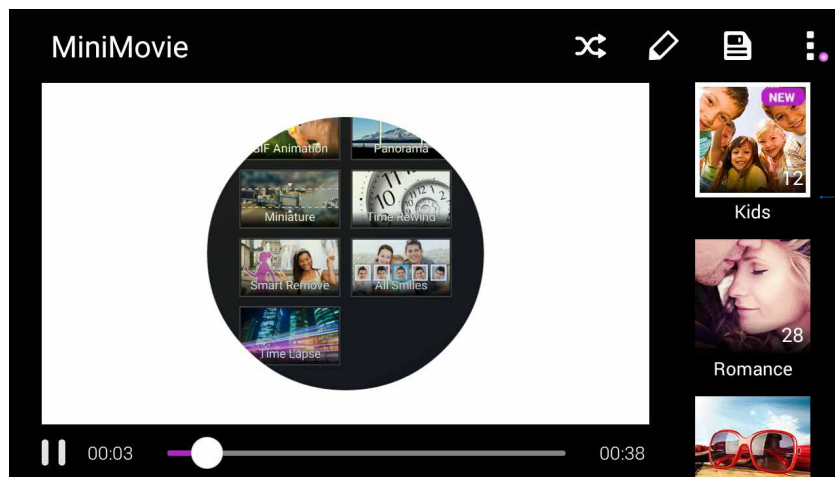 MiniMovie
GIF Animation
Panorama
Miniature
Time Rewind
Smart Remove
All Smiles
Time Lapse
00:03
00:38
NEW
12
Kids
28
Romance